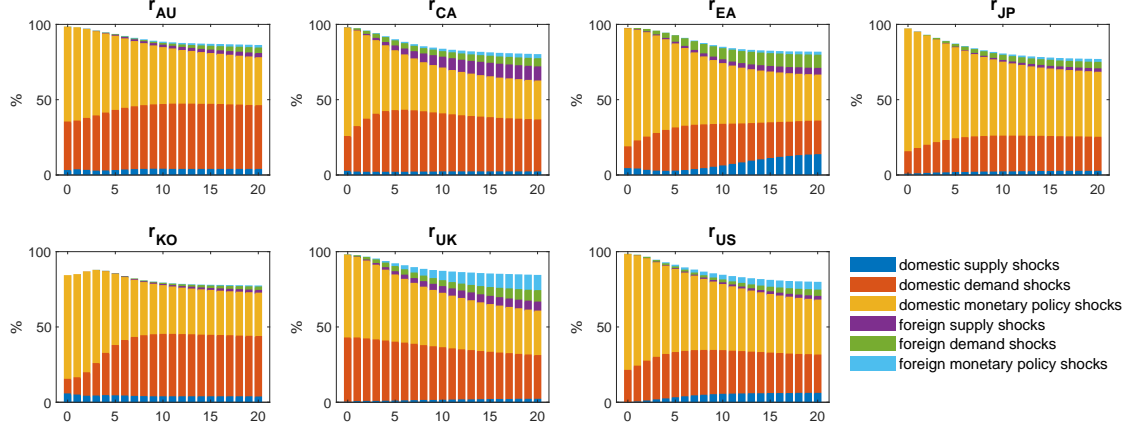 r_AU r_CA r_EA r_JP
100 100 100 100
% % % %
50 50 50 50
0 0 0 0
0 5 10 15 20 0 5 10 15 20 0 5 10 15 20 0 5 10 15 20
r_KO r_UK r_US
100 100 100
% % %
50 50 50
0 0 0
0 5 10 15 20 0 5 10 15 20 0 5 10 15 20
domestic supply shocks
domestic demand shocks
domestic monetary policy shocks
foreign supply shocks
foreign demand shocks
foreign monetary policy shocks